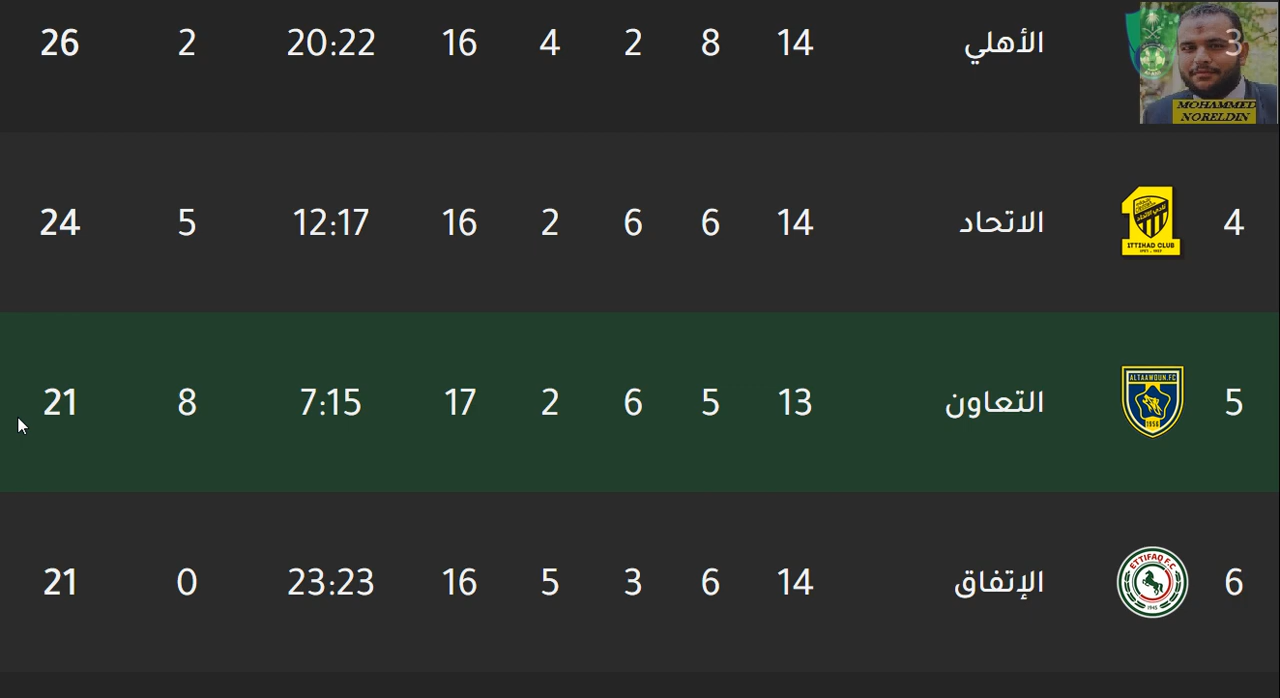 3 الأهلي 14 8 2 4 16 20:22 2 26
MOHAMMED
NORELDIN
4 الاتحاد 14 6 6 2 16 12:17 5 24
ITTIHAD CLUB
5 التعاون 13 5 6 2 17 7:15 8 21
ALTAAWOUN.FC
1956
6 الإتفاق 14 6 3 5 16 23:23 0 21
ETTIFAQ F.C